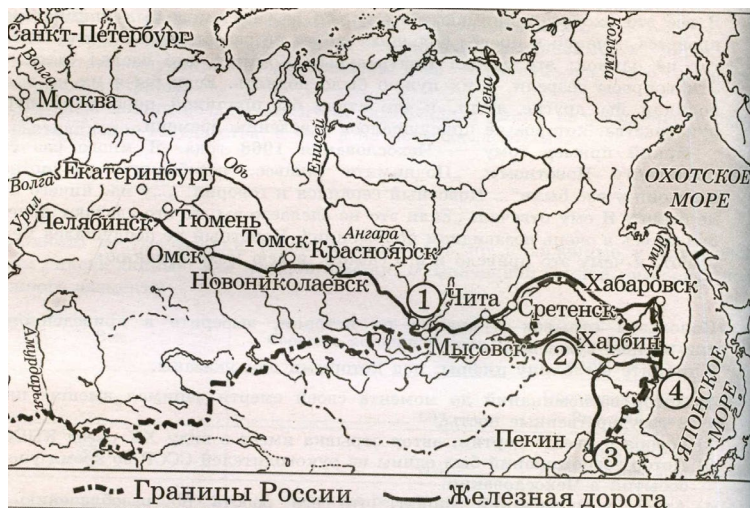 Санкт-Петербург
Волга
Москва
Екатеринбург
Волга
Урал
Челябинск
Тюмень
Обь
Енисей
Лена
Колыма
ОХОТСКОЕ
МОРЕ
Амур
Ангара
Томск
Красноярск
Омск
Новониколаевск
1
Чита
Хабаровск
Сретенск
Харбин
Мысовск
2
4
Амударья
Пекин
3
ЯПОНСКОЕ
МОРЕ
Границы России
Железная дорога